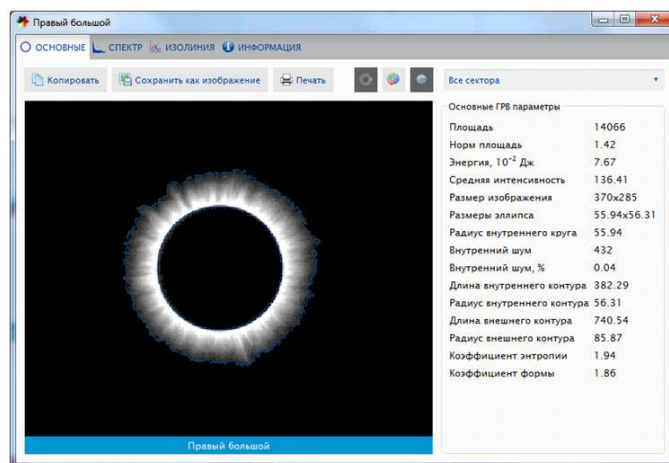 Правый большой
ОСНОВНЫЕ СПЕКТР ИЗОЛИНИЯ ИНФОРМАЦИЯ
Копировать Сохранить как изображение Печать Все сектора
Основные ГРВ параметры
Площадь 14066
Норм площадь 1.42
Энергия, 10⁻² Дж 7.67
Средняя интенсивность 136.41
Размер изображения 370x285
Размеры эллипса 55.94x56.31
Радиус внутреннего круга 55.94
Внутренний шум 432
Внутренний шум, % 0.04
Длина внутреннего контура 382.29
Радиус внутреннего контура 56.31
Длина внешнего контура 740.54
Радиус внешнего контура 85.87
Коэффициент энтропии 1.94
Коэффициент формы 1.86
Правый большой